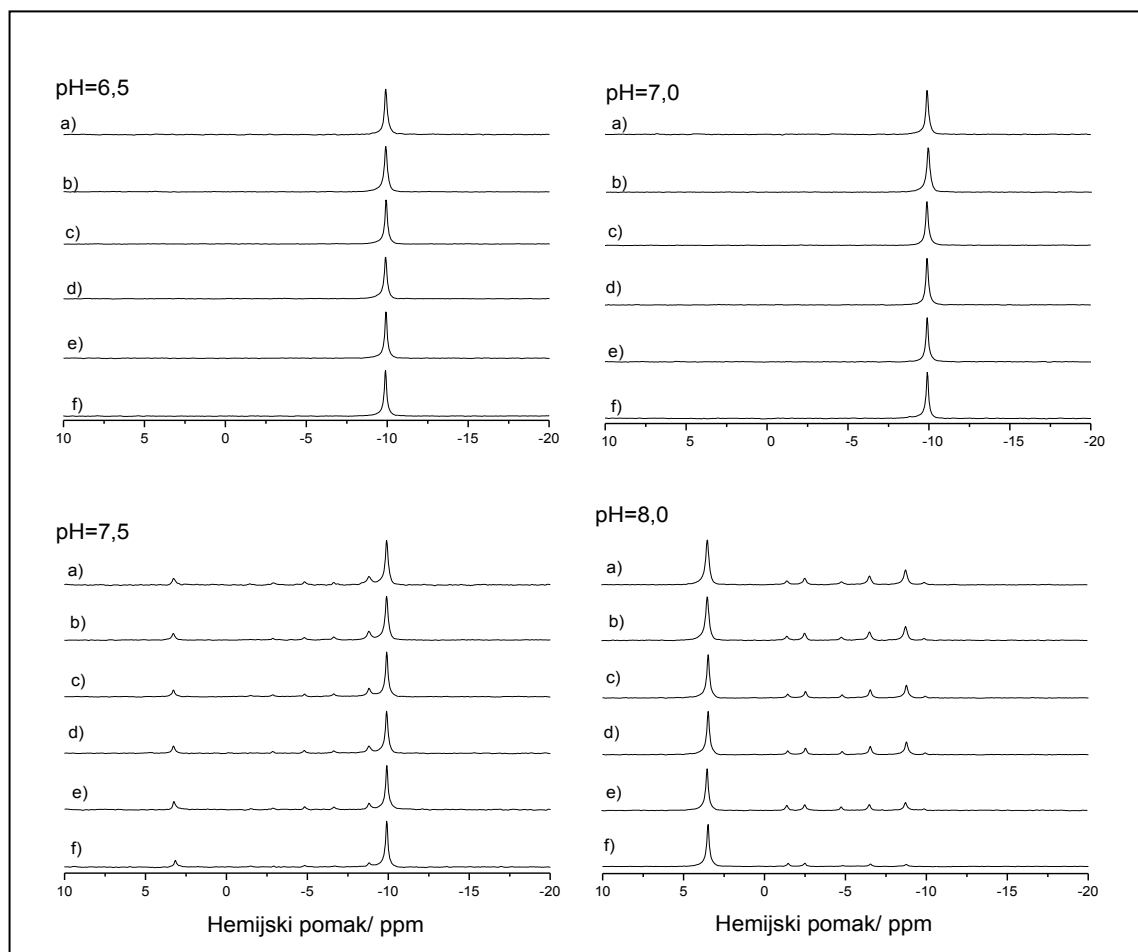 pH=6,5
a)
b)
c)
d)
e)
f)
10 5 0 -5 -10 -15 -20
pH=7,0
a)
b)
c)
d)
e)
f)
10 5 0 -5 -10 -15 -20
pH=7,5
a)
b)
c)
d)
e)
f)
10 5 0 -5 -10 -15 -20
Hemijski pomak/ ppm
pH=8,0
a)
b)
c)
d)
e)
f)
10 5 0 -5 -10 -15 -20
Hemijski pomak/ ppm